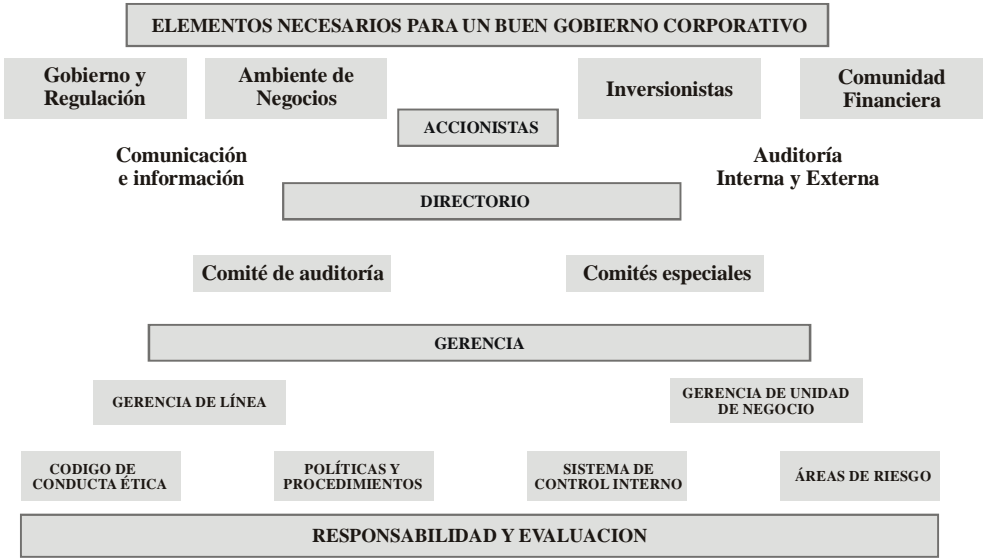 ELEMENTOS NECESARIOS PARA UN BUEN GOBIERNO CORPORATIVO
Gobierno y
Regulación
Ambiente de
Negocios
Inversionistas
Comunidad
Financiera
ACCIONISTAS
Comunicación
e información
Auditoría
Interna y Externa
DIRECTORIO
Comité de auditoría
Comités especiales
GERENCIA
GERENCIA DE LÍNEA
GERENCIA DE UNIDAD
DE NEGOCIO
CODIGO DE
CONDUCTA ÉTICA
POLÍTICAS Y
PROCEDIMIENTOS
SISTEMA DE
CONTROL INTERNO
ÁREAS DE RIESGO
RESPONSABILIDAD Y EVALUACION